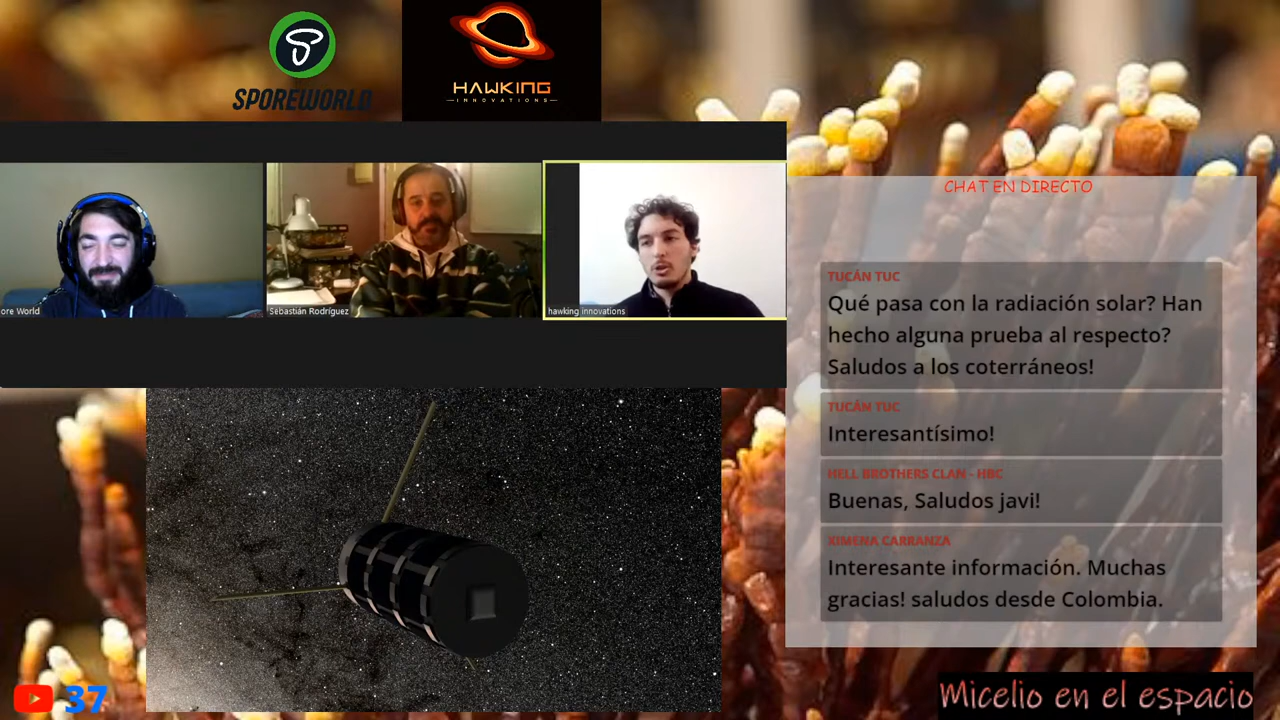 SPOREWORLD
HAWKING
INNOVATIONS
ore World
Sebastián Rodríguez
hawking innovations
CHAT EN DIRECTO
TUCÁN TUC
Qué pasa con la radiación solar? Han
hecho alguna prueba al respecto?
Saludos a los coterráneos!
TUCÁN TUC
Interesantísimo!
HELL BROTHERS CLAN - HBC
Buenas, Saludos javi!
XIMENA CARRANZA
Interesante información. Muchas
gracias! saludos desde Colombia.
37
Micelio en el espacio